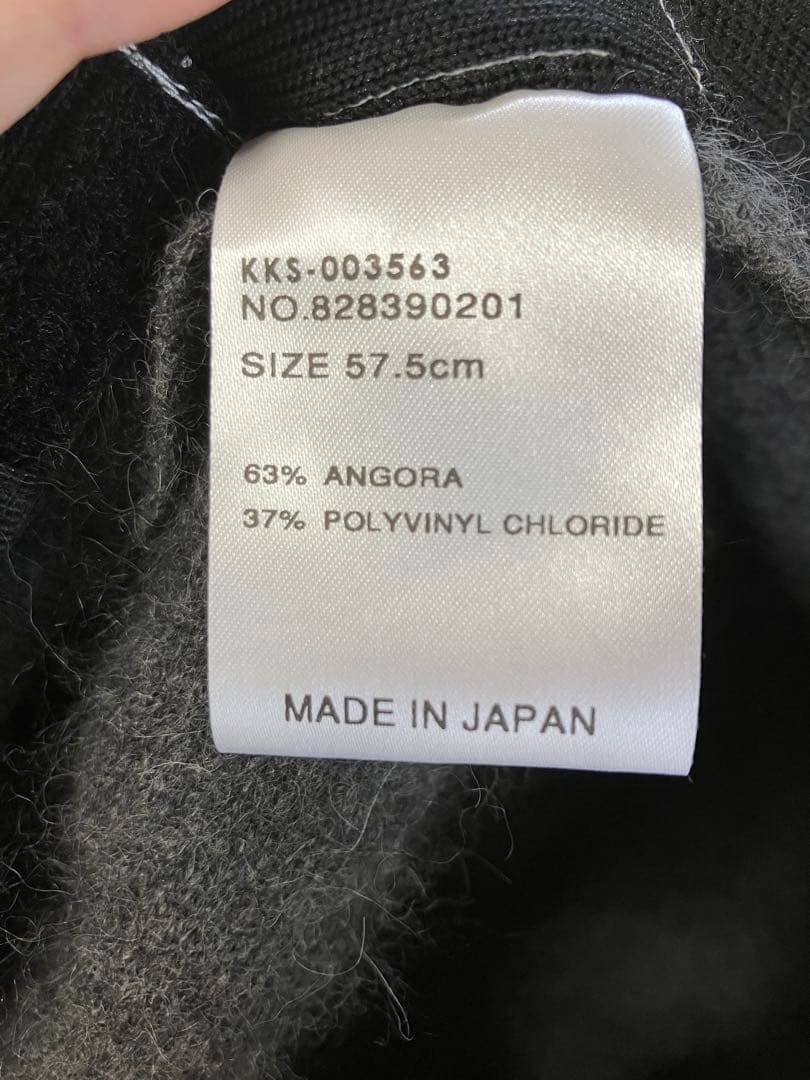 KKS-003563
NO.828390201
SIZE 57.5cm
63% ANGORA
37% POLYVINYL CHLORIDE
MADE IN JAPAN